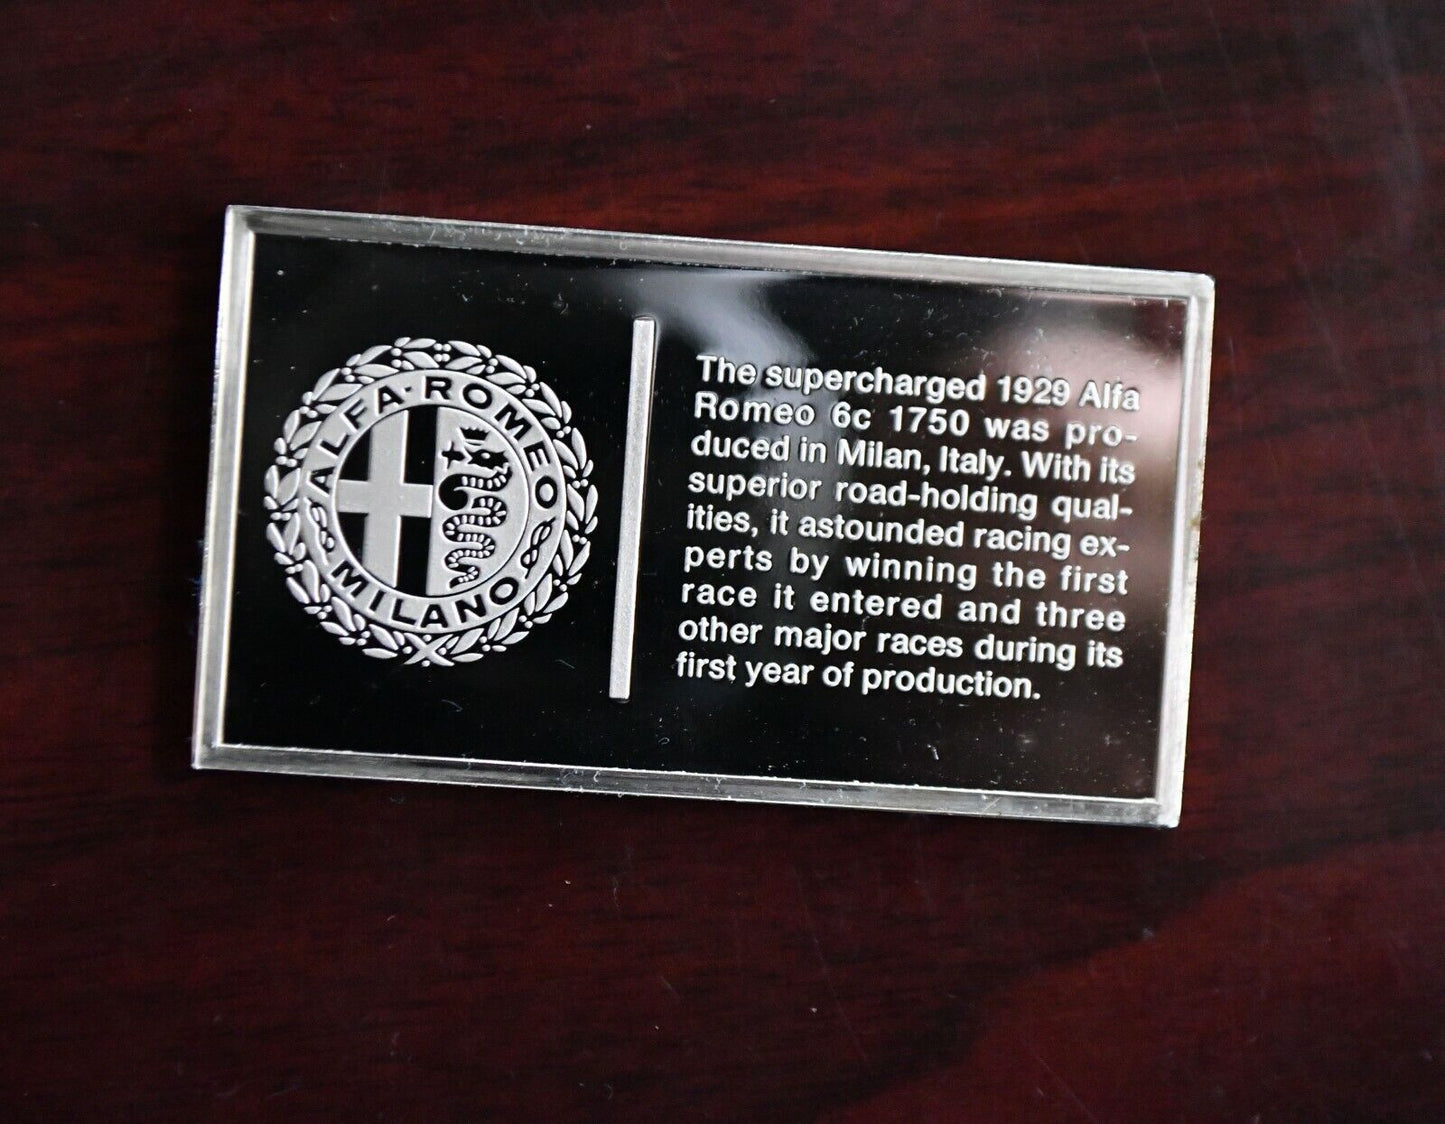 ALFA·ROMEO
MILANO
The supercharged 1929 Alfa
Romeo 6c 1750 was pro-
duced in Milan, Italy. With its
superior road-holding qual-
ities, it astounded racing ex-
perts by winning the first
race it entered and three
other major races during its
first year of production.